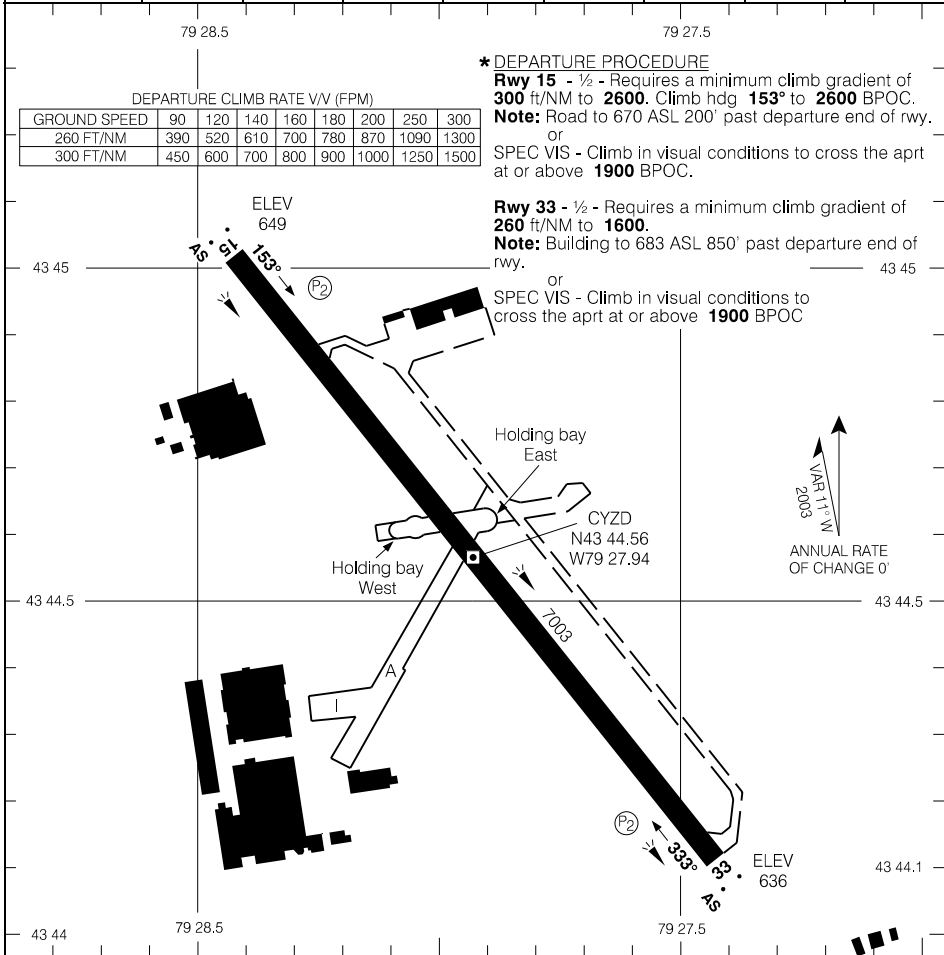 79 28.5
79 27.5
* DEPARTURE PROCEDURE
Rwy 15 - ½ - Requires a minimum climb gradient of
300 ft/NM to 2600. Climb hdg 153° to 2600 BPOC.
Note: Road to 670 ASL 200' past departure end of rwy.
or
SPEC VIS - Climb in visual conditions to cross the aprt
at or above 1900 BPOC.
Rwy 33 - ½ - Requires a minimum climb gradient of
260 ft/NM to 1600.
Note: Building to 683 ASL 850' past departure end of
rwy.
or
SPEC VIS - Climb in visual conditions to
cross the aprt at or above 1900 BPOC
DEPARTURE CLIMB RATE V/V (FPM)
GROUND SPEED 90 120 140 160 180 200 250 300
260 FT/NM 390 520 610 700 780 870 1090 1300
300 FT/NM 450 600 700 800 900 1000 1250 1500
ELEV
649
AS
15
153°
P2
43 45
43 45
Holding bay
East
CYZD
N43 44.56
W79 27.94
Holding bay
West
VAR 11° W
2003
ANNUAL RATE
OF CHANGE 0'
43 44.5
43 44.5
7003
A
I
P2
333°
33
AS
ELEV
636
43 44.1
43 44
79 28.5
79 27.5